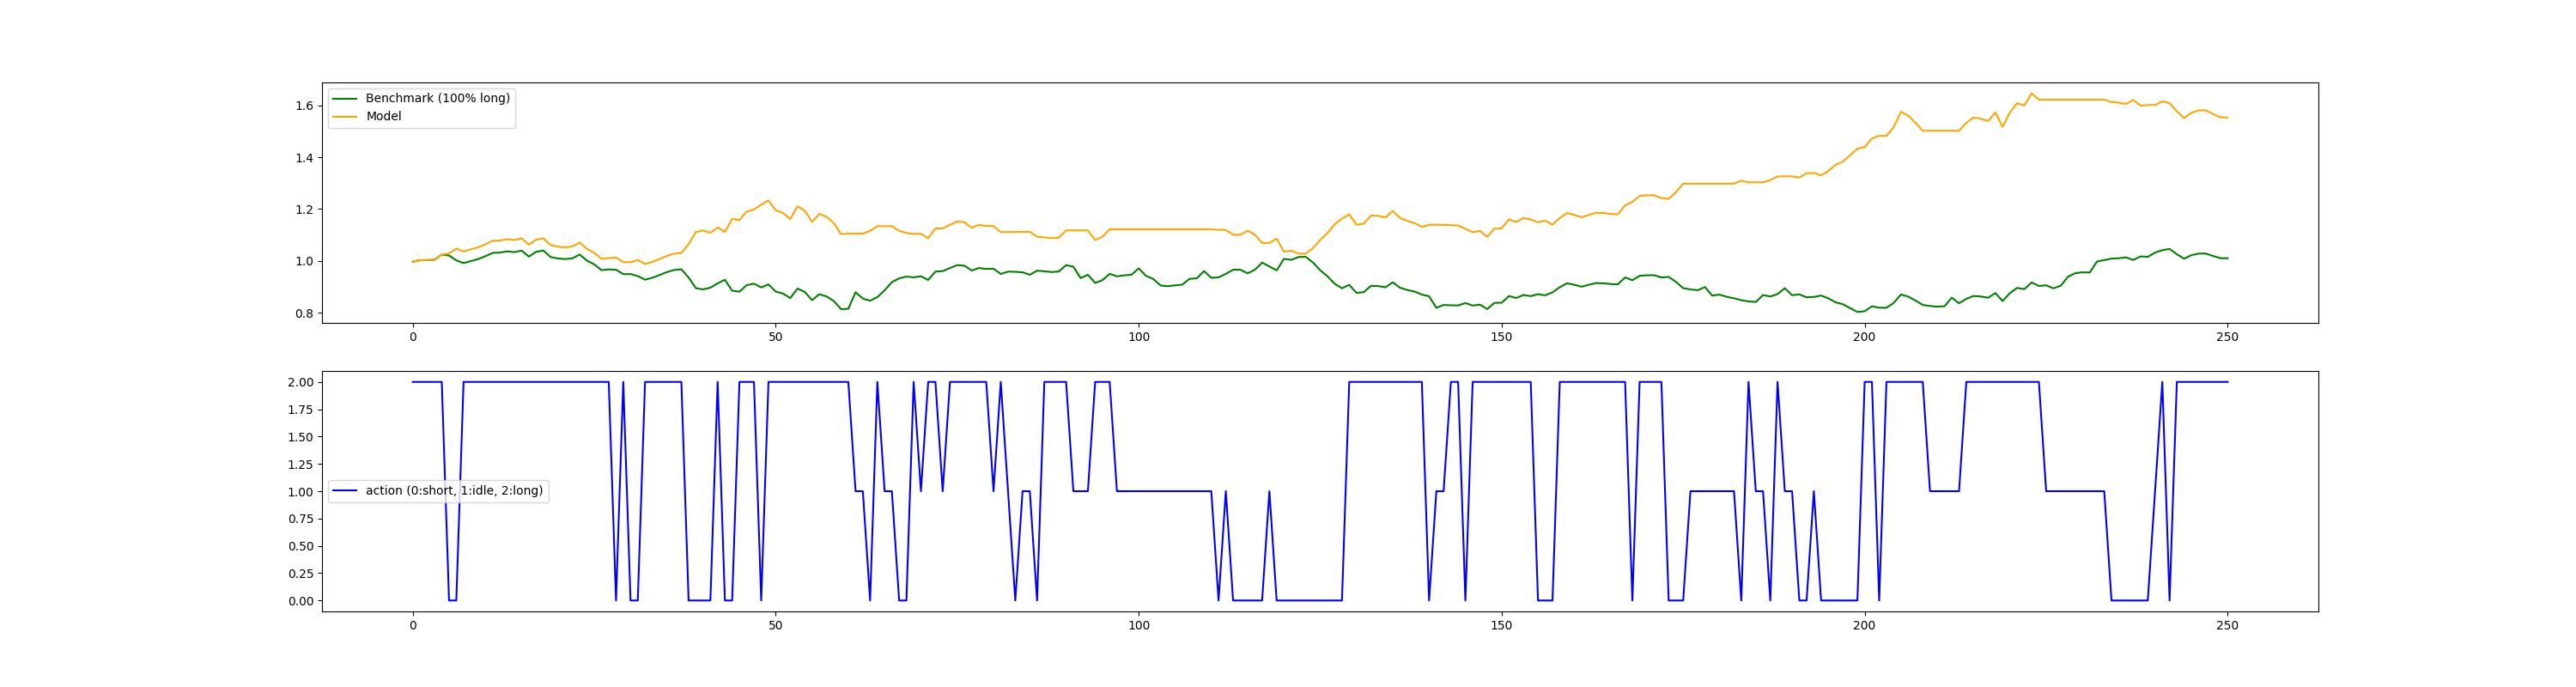 Benchmark (100% long)
Model
1.6
1.4
1.2
1.0
0.8
0 50 100 150 200 250
2.00
1.75
1.50
1.25
1.00
0.75
0.50
0.25
0.00
action (0:short, 1:idle, 2:long)
0 50 100 150 200 250